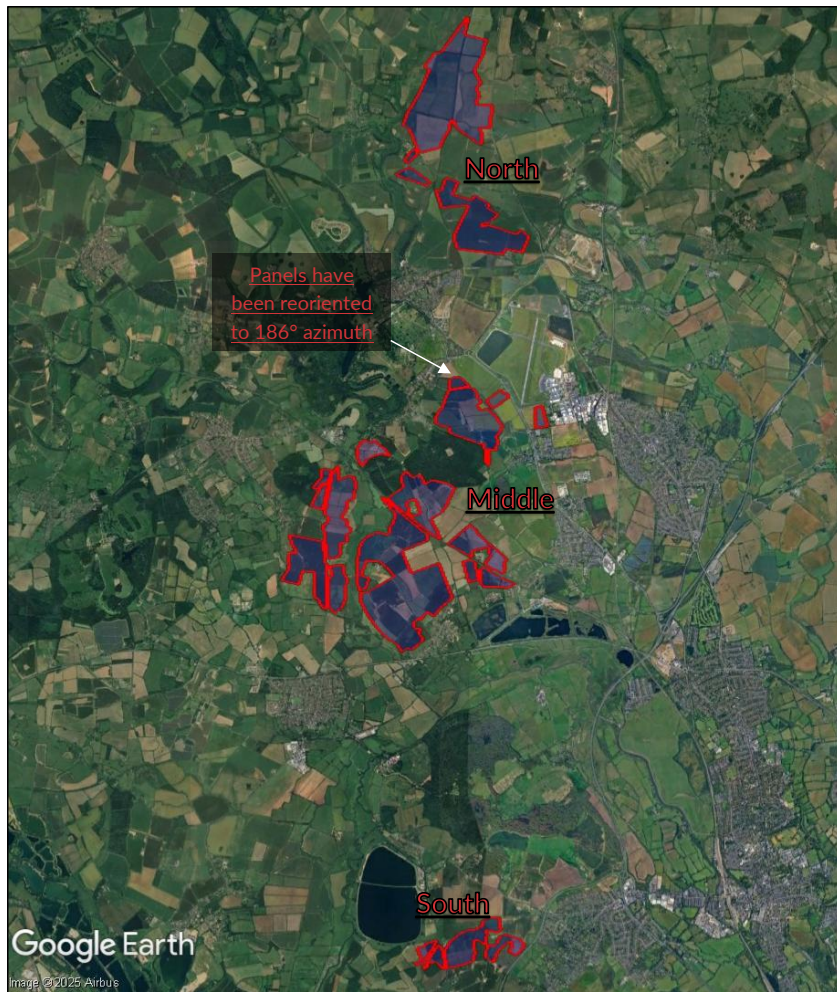 North
Panels have
been reoriented
to 186° azimuth
Middle
South
Google Earth
Image © 2025 Airbus